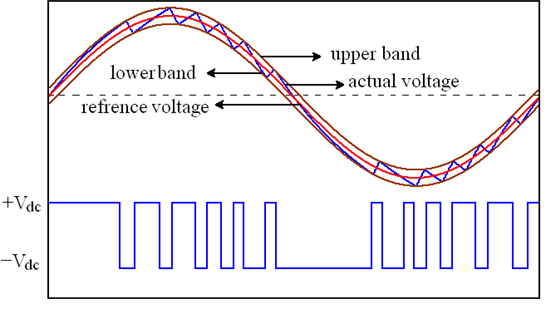 upper band
lowerband
actual voltage
refrence voltage
+Vdc
−Vdc